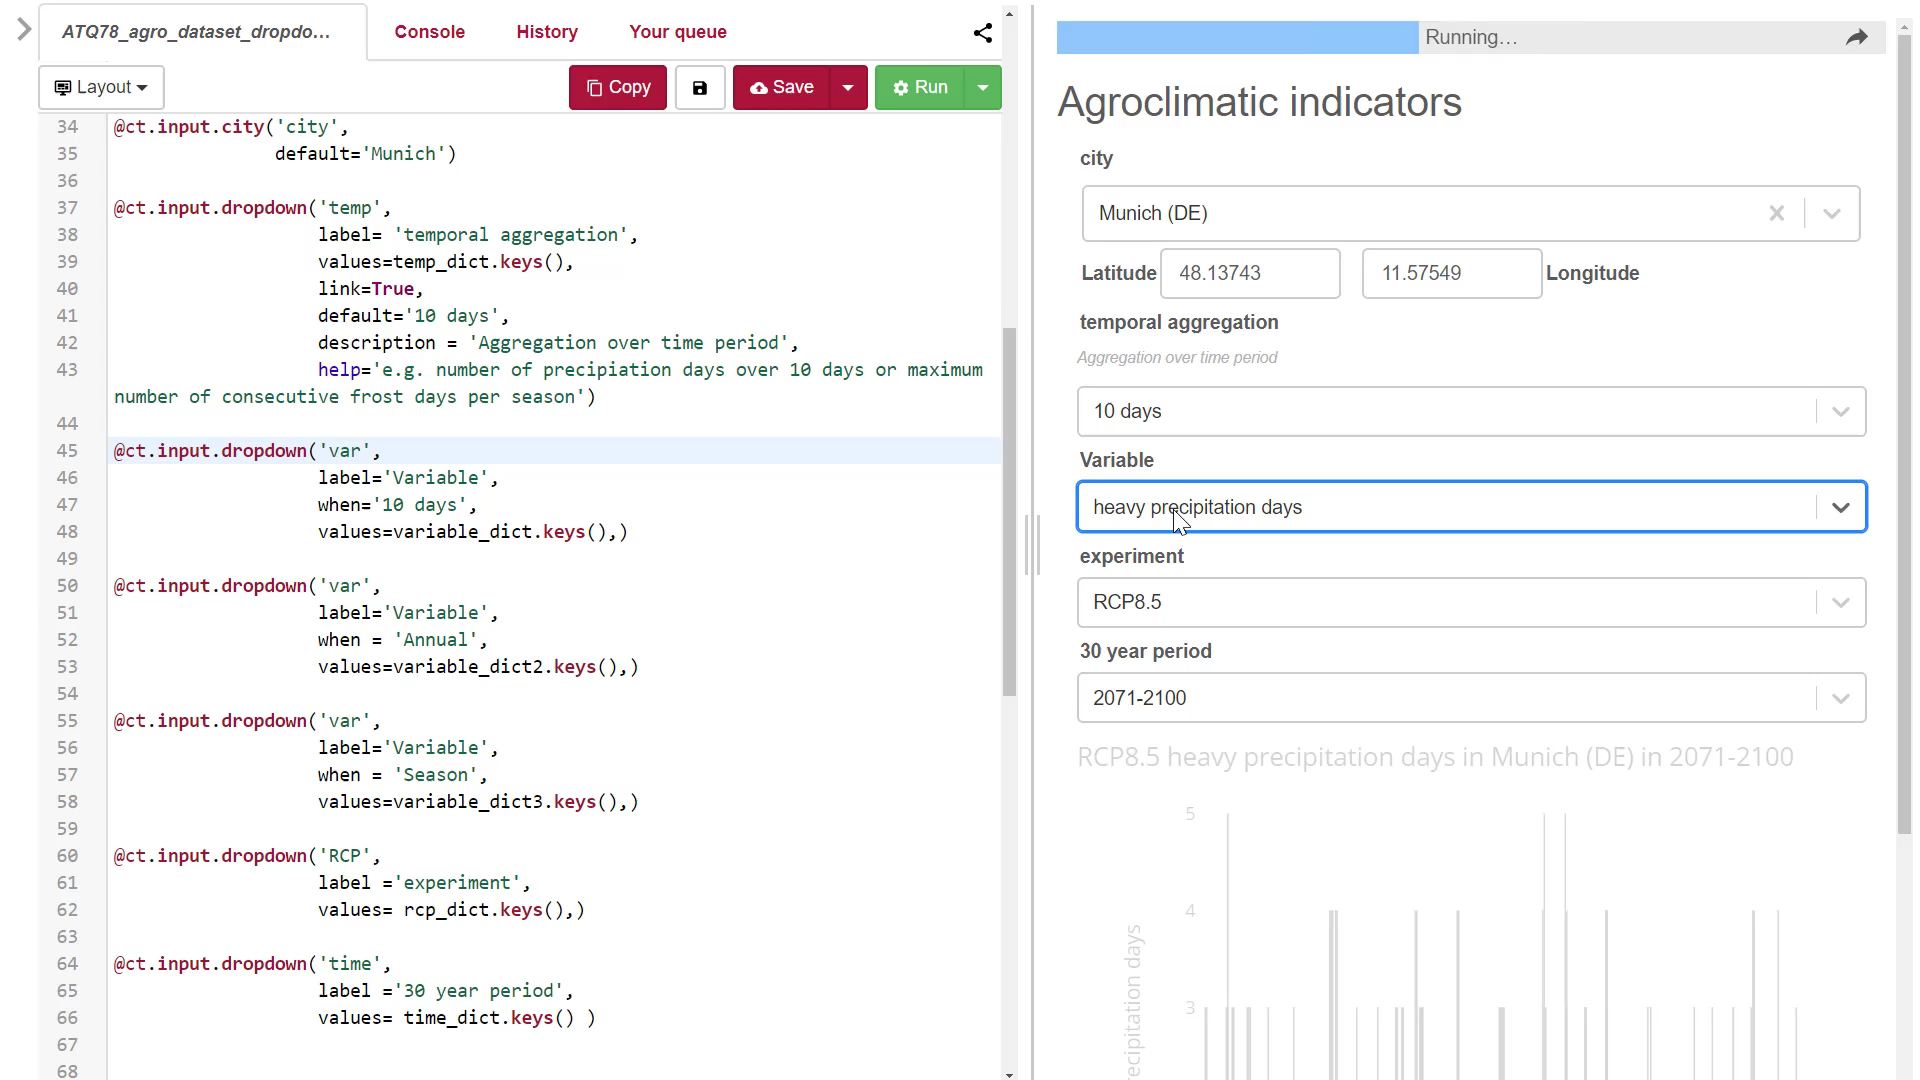 ATQ78_agro_dataset_dropdo...
Console
History
Your queue
Layout
Copy
Save
Run
34 @ct.input.city('city',
35 default='Munich')
36
37 @ct.input.dropdown('temp',
38 label= 'temporal aggregation',
39 values=temp_dict.keys(),
40 link=True,
41 default='10 days',
42 description = 'Aggregation over time period',
43 help='e.g. number of precipiation days over 10 days or maximum
number of consecutive frost days per season')
44
45 @ct.input.dropdown('var',
46 label='Variable',
47 when='10 days',
48 values=variable_dict.keys(),)
49
50 @ct.input.dropdown('var',
51 label='Variable',
52 when = 'Annual',
53 values=variable_dict2.keys(),)
54
55 @ct.input.dropdown('var',
56 label='Variable',
57 when = 'Season',
58 values=variable_dict3.keys(),)
59
60 @ct.input.dropdown('RCP',
61 label ='experiment',
62 values= rcp_dict.keys(),)
63
64 @ct.input.dropdown('time',
65 label ='30 year period',
66 values= time_dict.keys() )
67
68
Running...
Agroclimatic indicators
city
Munich (DE)
Latitude 48.13743 11.57549 Longitude
temporal aggregation
Aggregation over time period
10 days
Variable
heavy precipitation days
experiment
RCP8.5
30 year period
2071-2100
RCP8.5 heavy precipitation days in Munich (DE) in 2071-2100
5
4
3
days